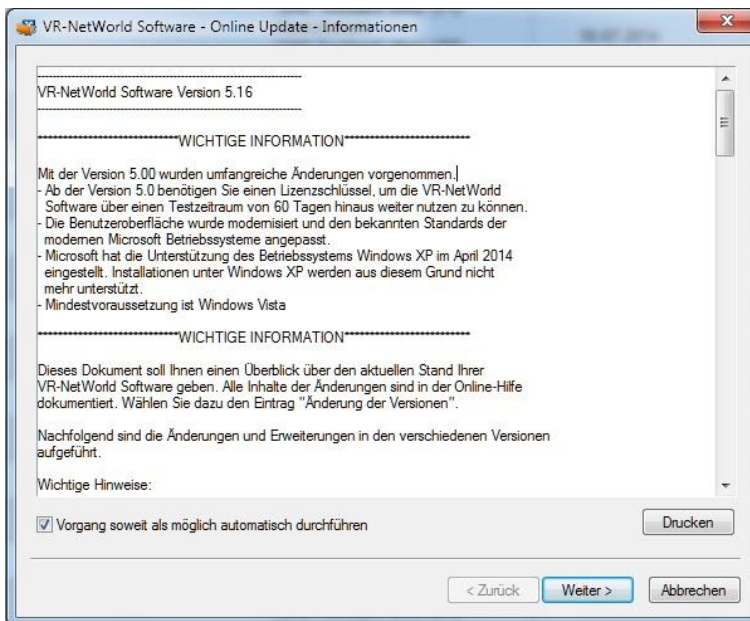 VR-NetWorld Software - Online Update - Informationen
VR-NetWorld Software Version 5.16
******************************WICHTIGE INFORMATION***************************
Mit der Version 5.00 wurden umfangreiche Änderungen vorgenommen.
- Ab der Version 5.0 benötigen Sie einen Lizenzschlüssel, um die VR-NetWorld
Software über einen Testzeitraum von 60 Tagen hinaus weiter nutzen zu können.
- Die Benutzeroberfläche wurde modernisiert und den bekannten Standards der
modernen Microsoft Betriebssysteme angepasst.
- Microsoft hat die Unterstützung des Betriebssystems Windows XP im April 2014
eingestellt. Installationen unter Windows XP werden aus diesem Grund nicht
mehr unterstützt.
- Mindestvoraussetzung ist Windows Vista
******************************WICHTIGE INFORMATION***************************
Dieses Dokument soll Ihnen einen Überblick über den aktuellen Stand Ihrer
VR-NetWorld Software geben. Alle Inhalte der Änderungen sind in der Online-Hilfe
dokumentiert. Wählen Sie dazu den Eintrag "Änderung der Versionen".
Nachfolgend sind die Änderungen und Erweiterungen in den verschiedenen Versionen
aufgeführt.
Wichtige Hinweise:
Vorgang soweit als möglich automatisch durchführen
Drucken
< Zurück
Weiter >
Abbrechen